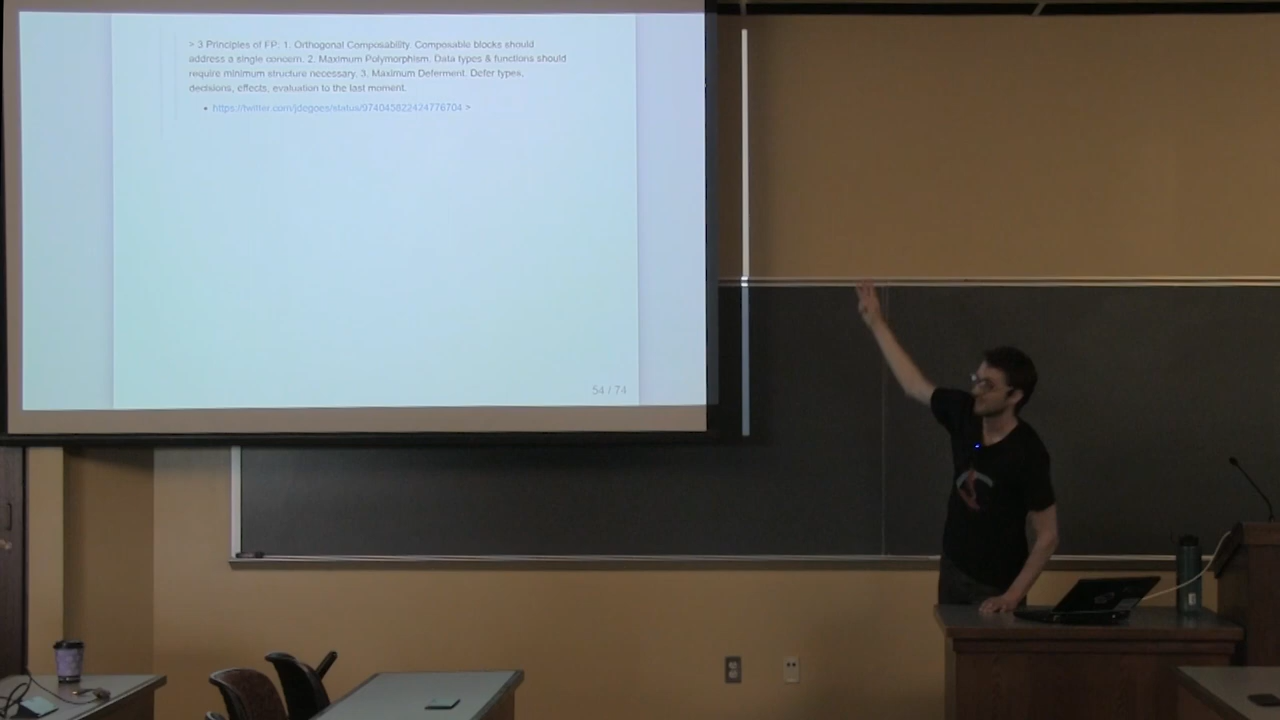 > 3 Principles of FP: 1. Orthogonal Composability. Composable blocks should
address a single concern. 2. Maximum Polymorphism. Data types & functions should
require minimum structure necessary. 3. Maximum Deferment. Defer types,
decisions, effects, evaluation to the last moment.
• https://twitter.com/jdegoes/status/974045822424776704 >
54 / 74